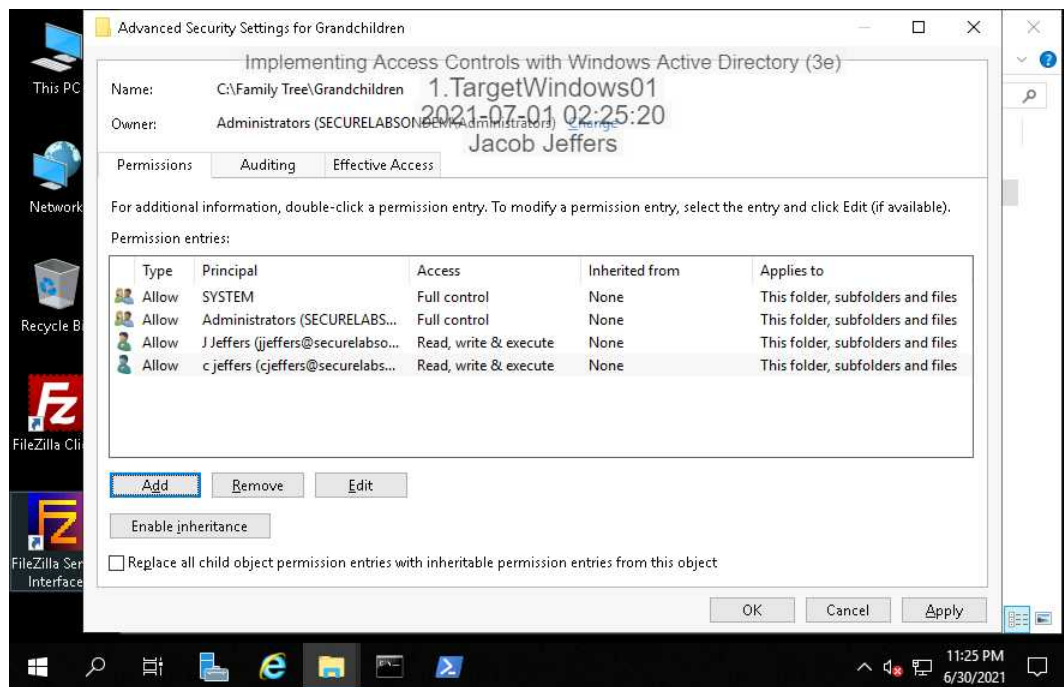 Advanced Security Settings for Grandchildren
Implementing Access Controls with Windows Active Directory (3e)
1.TargetWindows01
2021-07-01 02:25:20
Jacob Jeffers
This PC
Network
Recycle B
FileZilla Cli
FileZilla Ser
Interface
Name: C:\Family Tree\Grandchildren
Owner: Administrators (SECURELABSONDEM\Administrators) Change
Permissions Auditing Effective Access
For additional information, double-click a permission entry. To modify a permission entry, select the entry and click Edit (if available).
Permission entries:
Type Principal Access Inherited from Applies to
Allow SYSTEM Full control None This folder, subfolders and files
Allow Administrators (SECURELABS... Full control None This folder, subfolders and files
Allow J Jeffers (jjeffers@securelabso... Read, write & execute None This folder, subfolders and files
Allow c jeffers (cjeffers@securelabs... Read, write & execute None This folder, subfolders and files
Add Remove Edit
Enable inheritance
Replace all child object permission entries with inheritable permission entries from this object
OK Cancel Apply
11:25 PM
6/30/2021